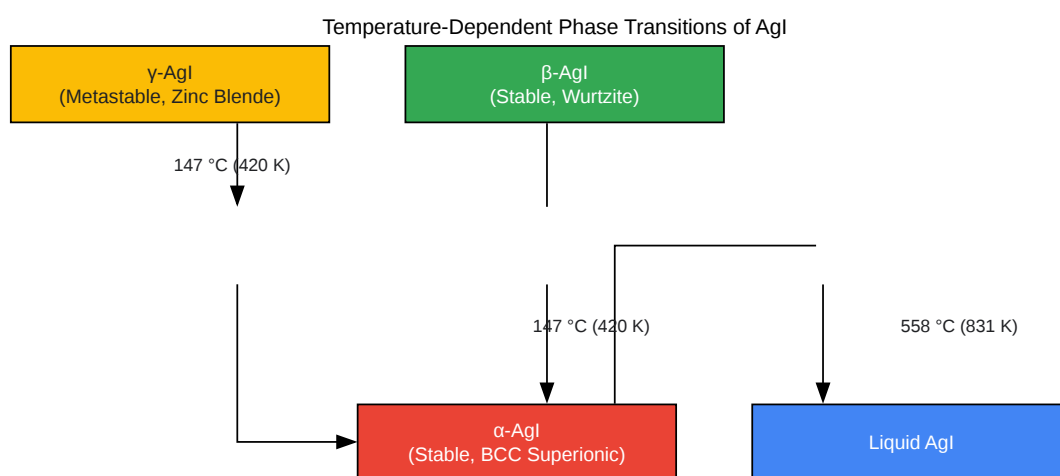 Temperature-Dependent Phase Transitions of AgI
γ-AgI
(Metastable, Zinc Blende)
β-AgI
(Stable, Wurtzite)
147 °C (420 K)
147 °C (420 K)
558 °C (831 K)
α-AgI
(Stable, BCC Superionic)
Liquid AgI